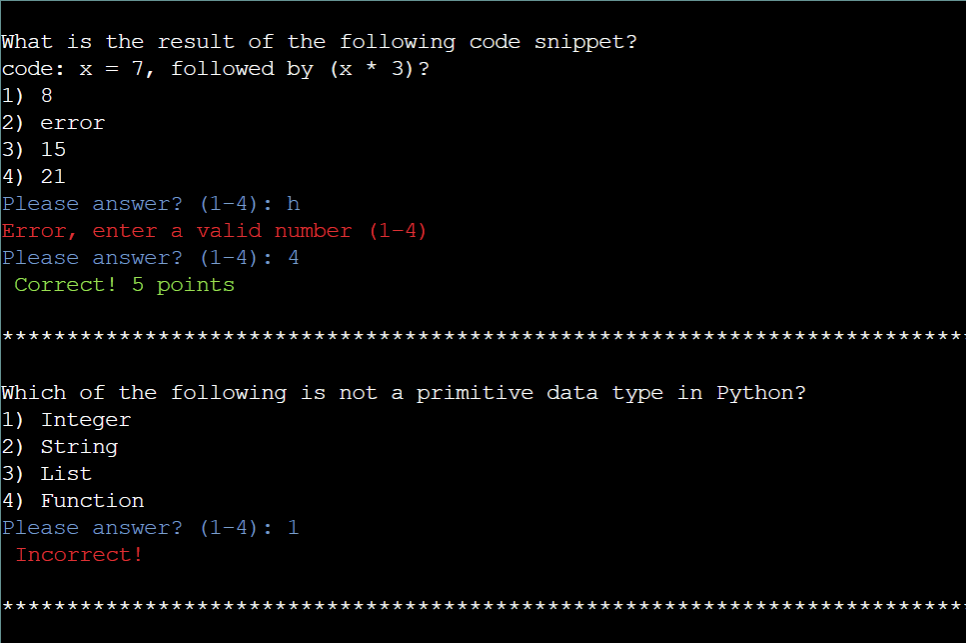 What is the result of the following code snippet?
code: x = 7, followed by (x * 3)?
1) 8
2) error
3) 15
4) 21
Please answer? (1-4): h
Error, enter a valid number (1-4)
Please answer? (1-4): 4
Correct! 5 points
**************************************************************************
Which of the following is not a primitive data type in Python?
1) Integer
2) String
3) List
4) Function
Please answer? (1-4): 1
Incorrect!
**************************************************************************